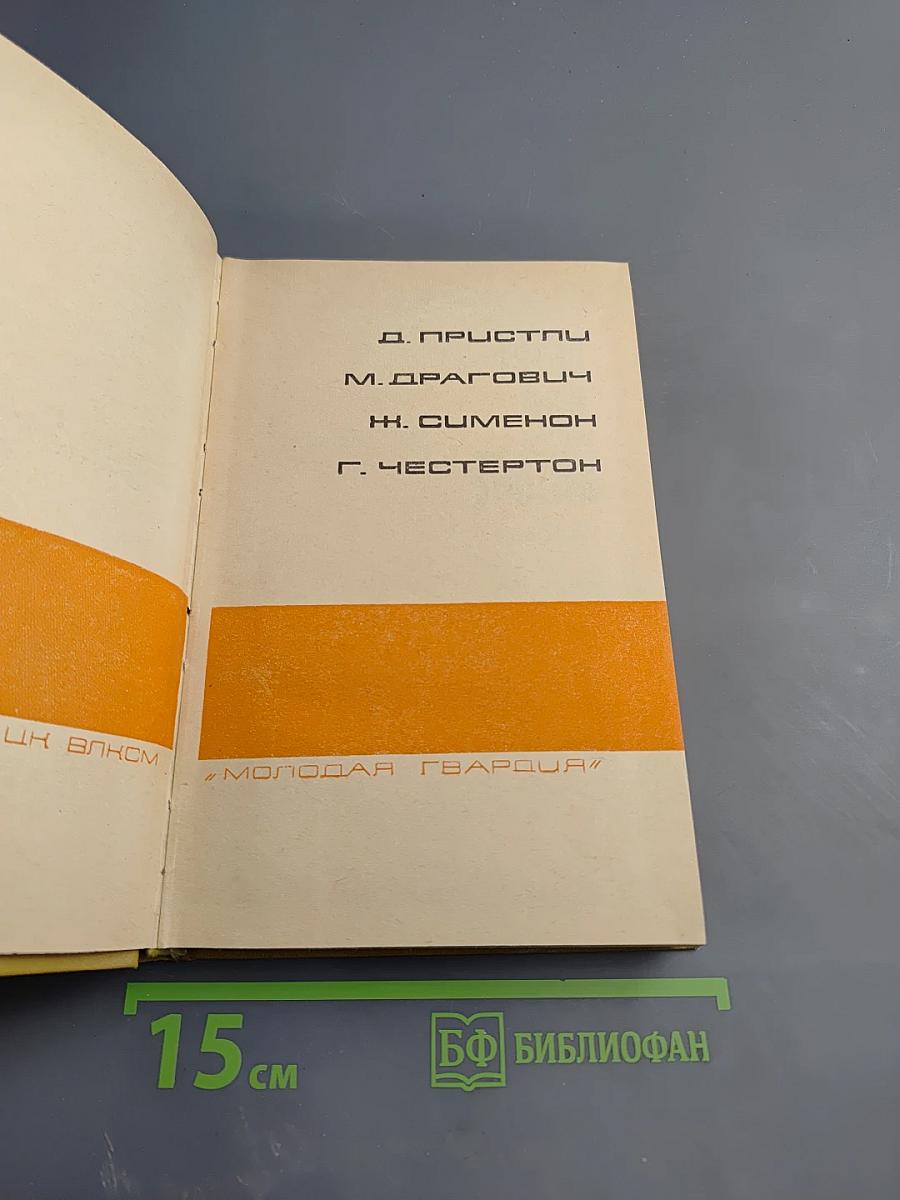 Д. ПРИСТЛИ
М. ДРАГОВИЧ
Ж. СИМЕНОН
Г. ЧЕСТЕРТОН
ЦК ВЛКСМ
„МОЛОДАЯ ГВАРДИЯ“
15 см
БФ БИБЛИОФАН